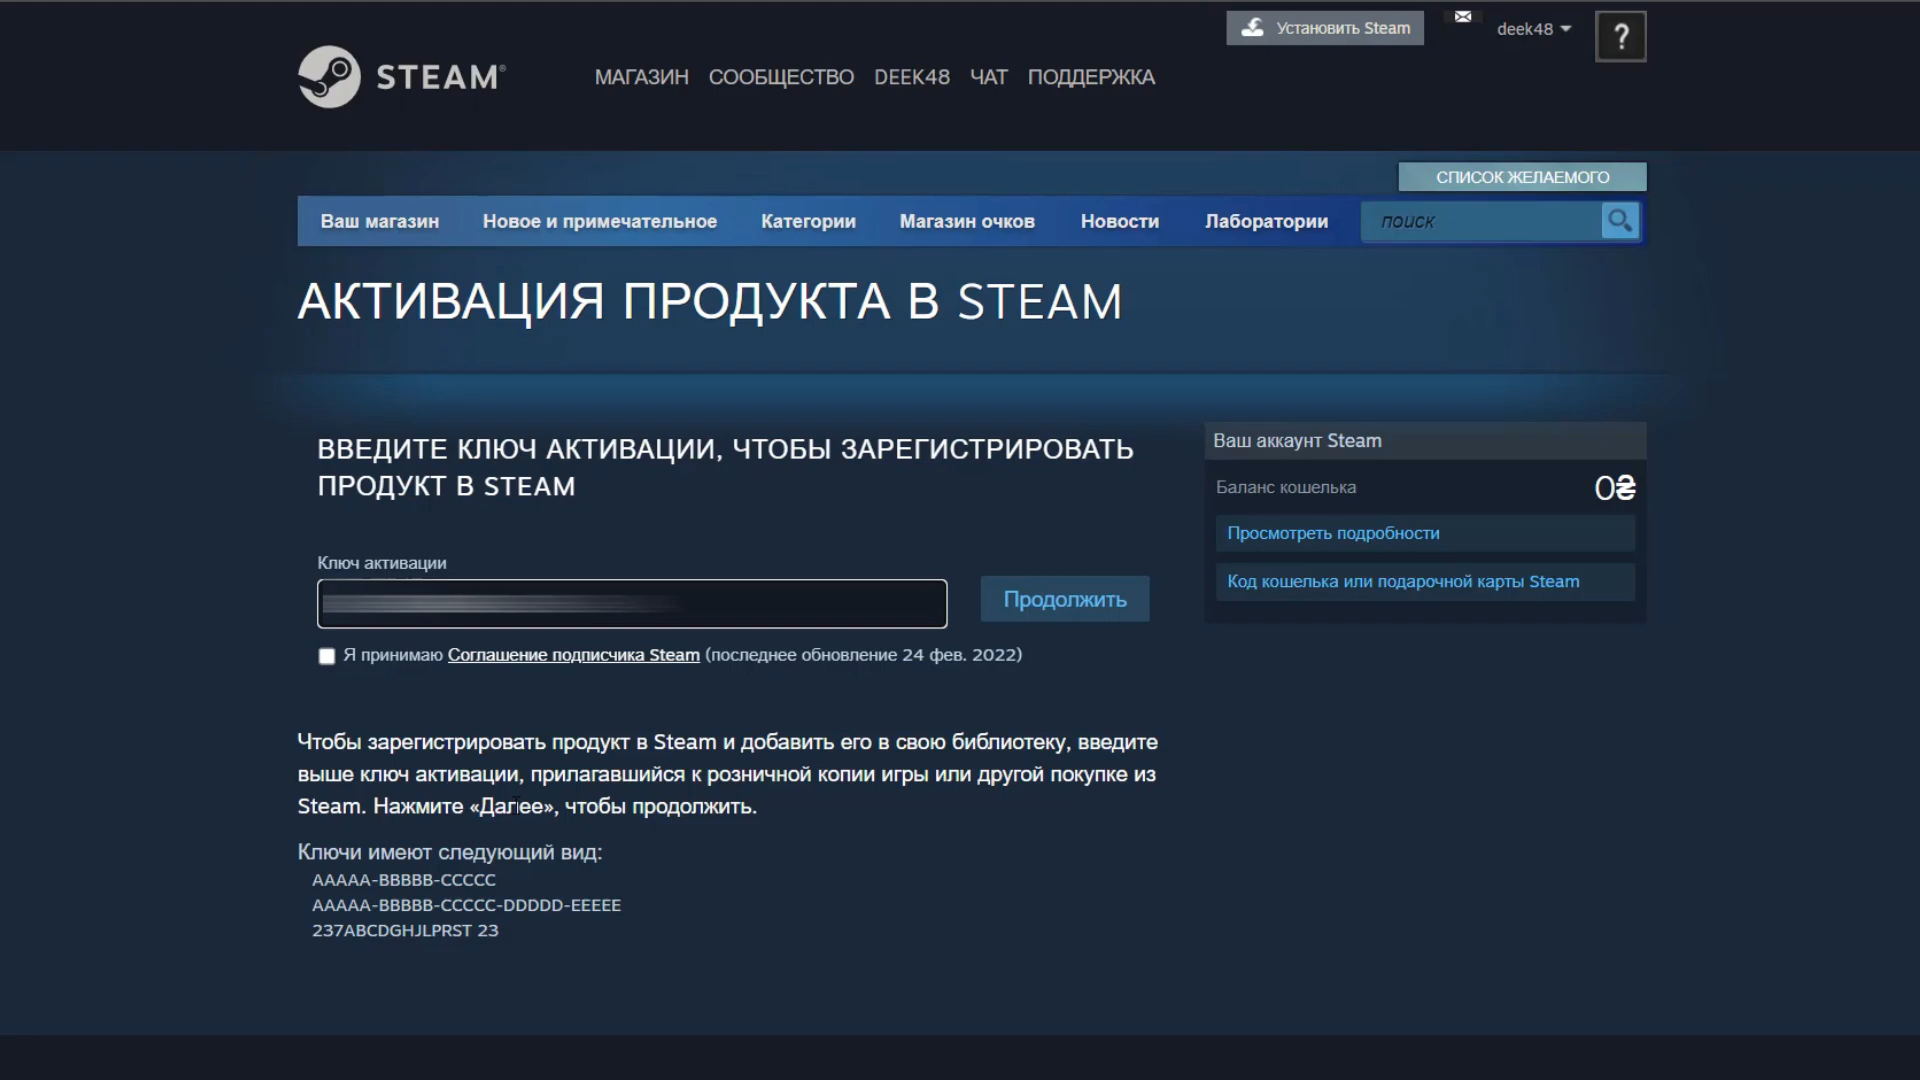 Установить Steam
deek48
?
STEAM®
МАГАЗИН СООБЩЕСТВО DEEK48 ЧАТ ПОДДЕРЖКА
СПИСОК ЖЕЛАЕМОГО
Ваш магазин Новое и примечательное Категории Магазин очков Новости Лаборатории поиск
АКТИВАЦИЯ ПРОДУКТА В STEAM
ВВЕДИТЕ КЛЮЧ АКТИВАЦИИ, ЧТОБЫ ЗАРЕГИСТРИРОВАТЬ
ПРОДУКТ В STEAM
Ключ активации
Продолжить
Я принимаю Соглашение подписчика Steam (последнее обновление 24 фев. 2022)
Ваш аккаунт Steam
Баланс кошелька 0₴
Просмотреть подробности
Код кошелька или подарочной карты Steam
Чтобы зарегистрировать продукт в Steam и добавить его в свою библиотеку, введите
выше ключ активации, прилагавшийся к розничной копии игры или другой покупке из
Steam. Нажмите «Далее», чтобы продолжить.
Ключи имеют следующий вид:
AAAAA-BBBBB-CCCCC
AAAAA-BBBBB-CCCCC-DDDDD-EEEEE
237ABCDGHJLPRST 23